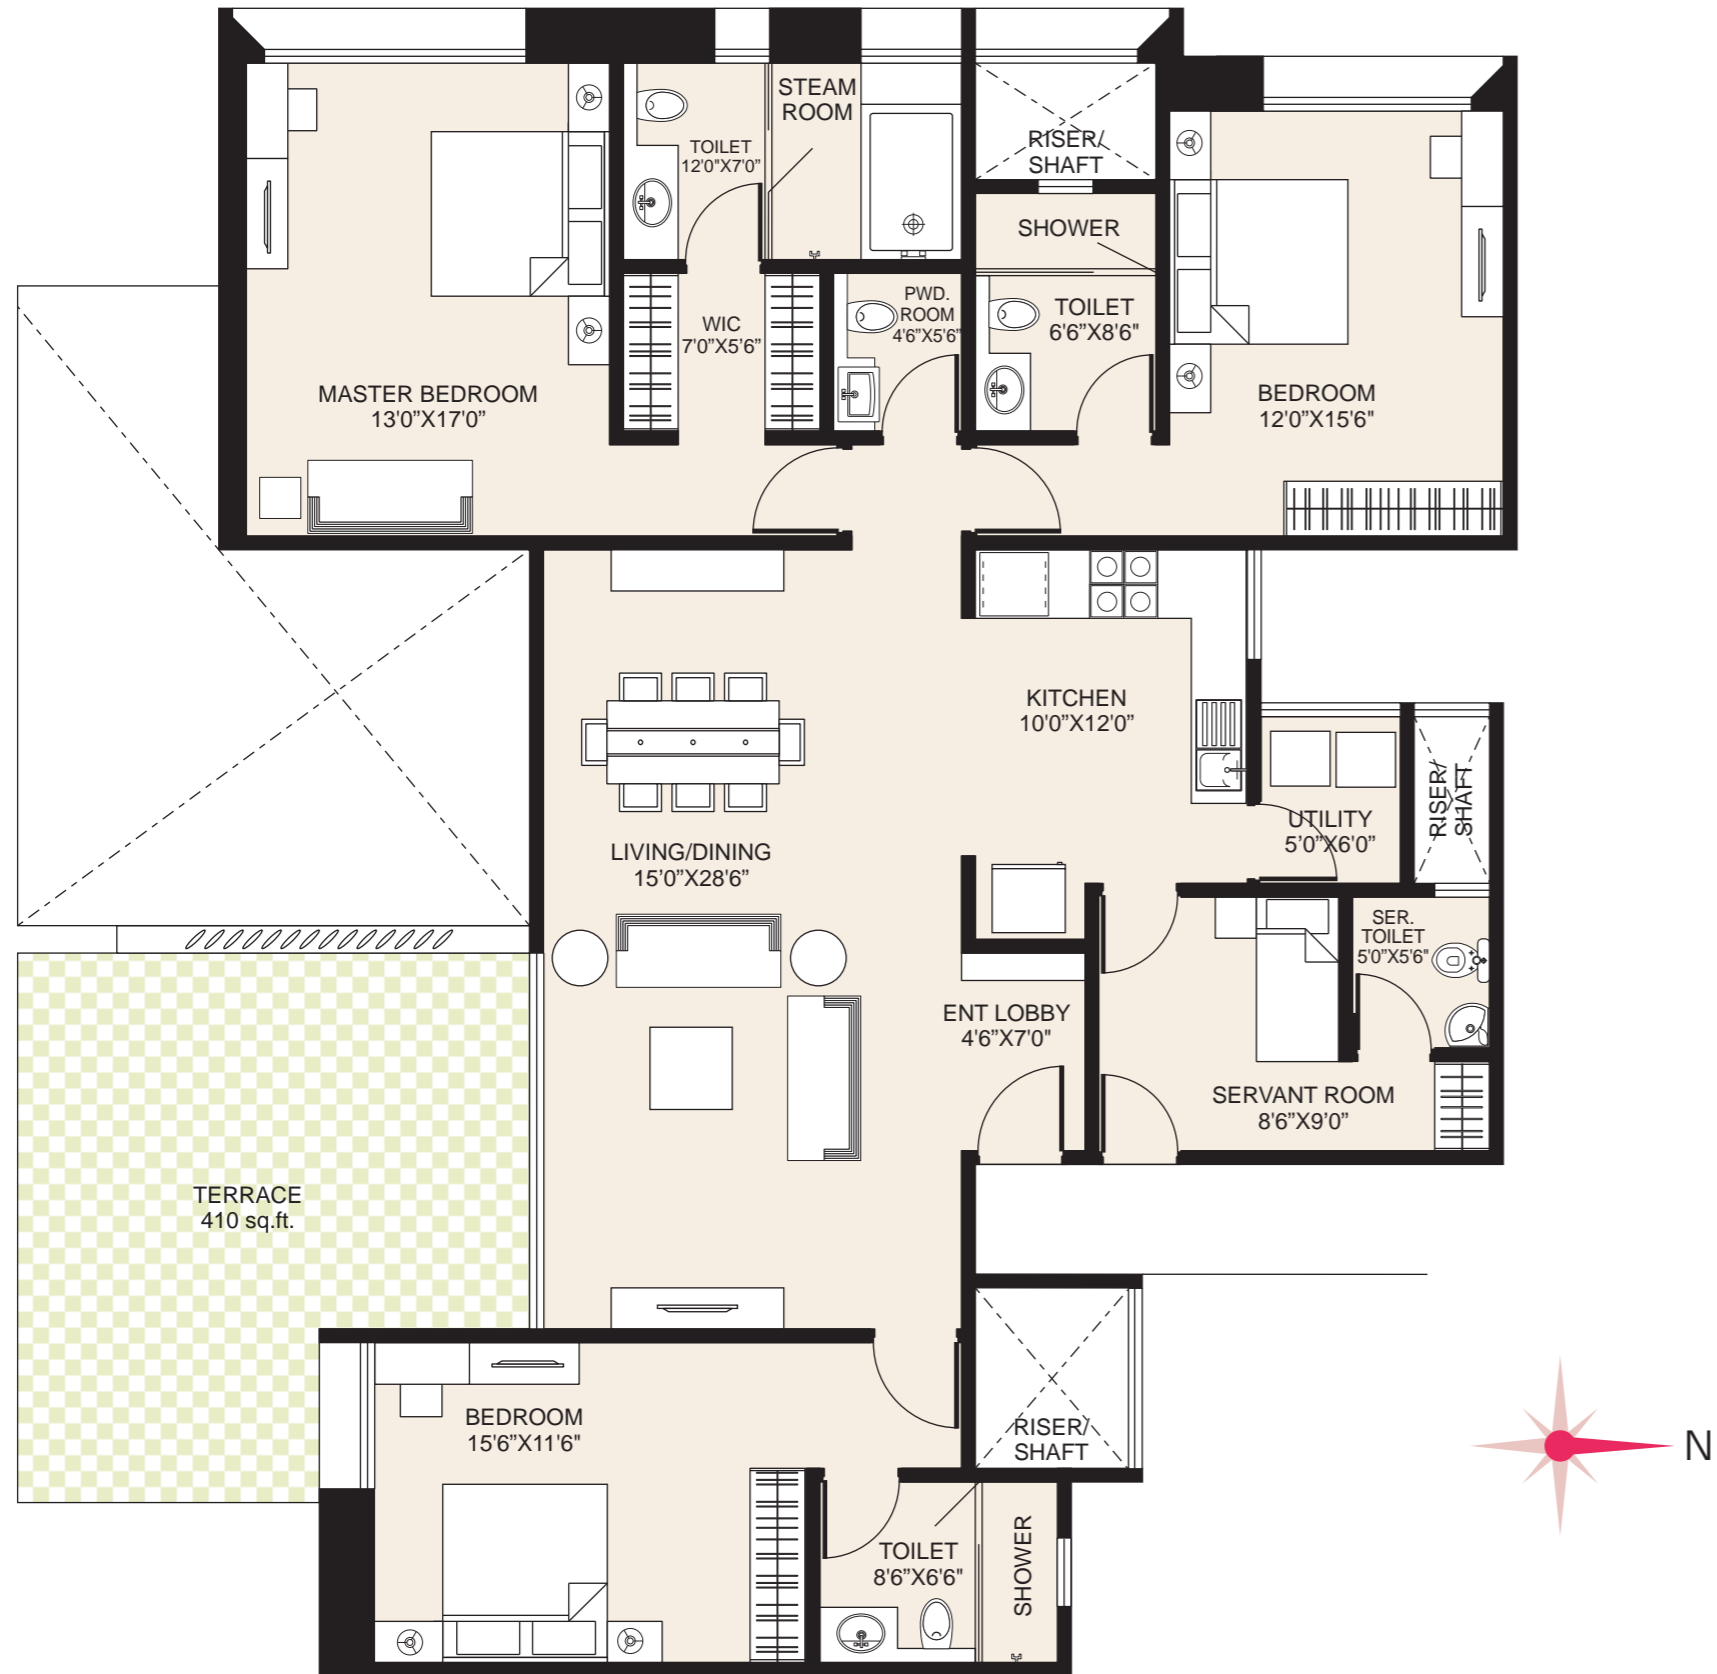 STEAM
ROOM
TOILET
12'0"X7'0”
RISER/
SHAFT
SHOWER
PWD.
ROOM
4'6”X5'6”
TOILET
6'6”X8'6"
WIC
7'0”X5'6”
MASTER BEDROOM
13'0”X17'0”
BEDROOM
12'0”X15'6"
KITCHEN
10'0”X12'0”
RISER/
SHAFT
UTILITY
5'0”X6'0”
LIVING/DINING
15'0”X28'6”
SER.
TOILET
5'0”X5'6"
ENT LOBBY
4'6”X7'0"
SERVANT ROOM
8'6”X9'0”
TERRACE
410 sq.ft.
BEDROOM
15'6”X11'6"
RISER/
SHAFT
N
TOILET
8'6”X6'6”
SHOWER